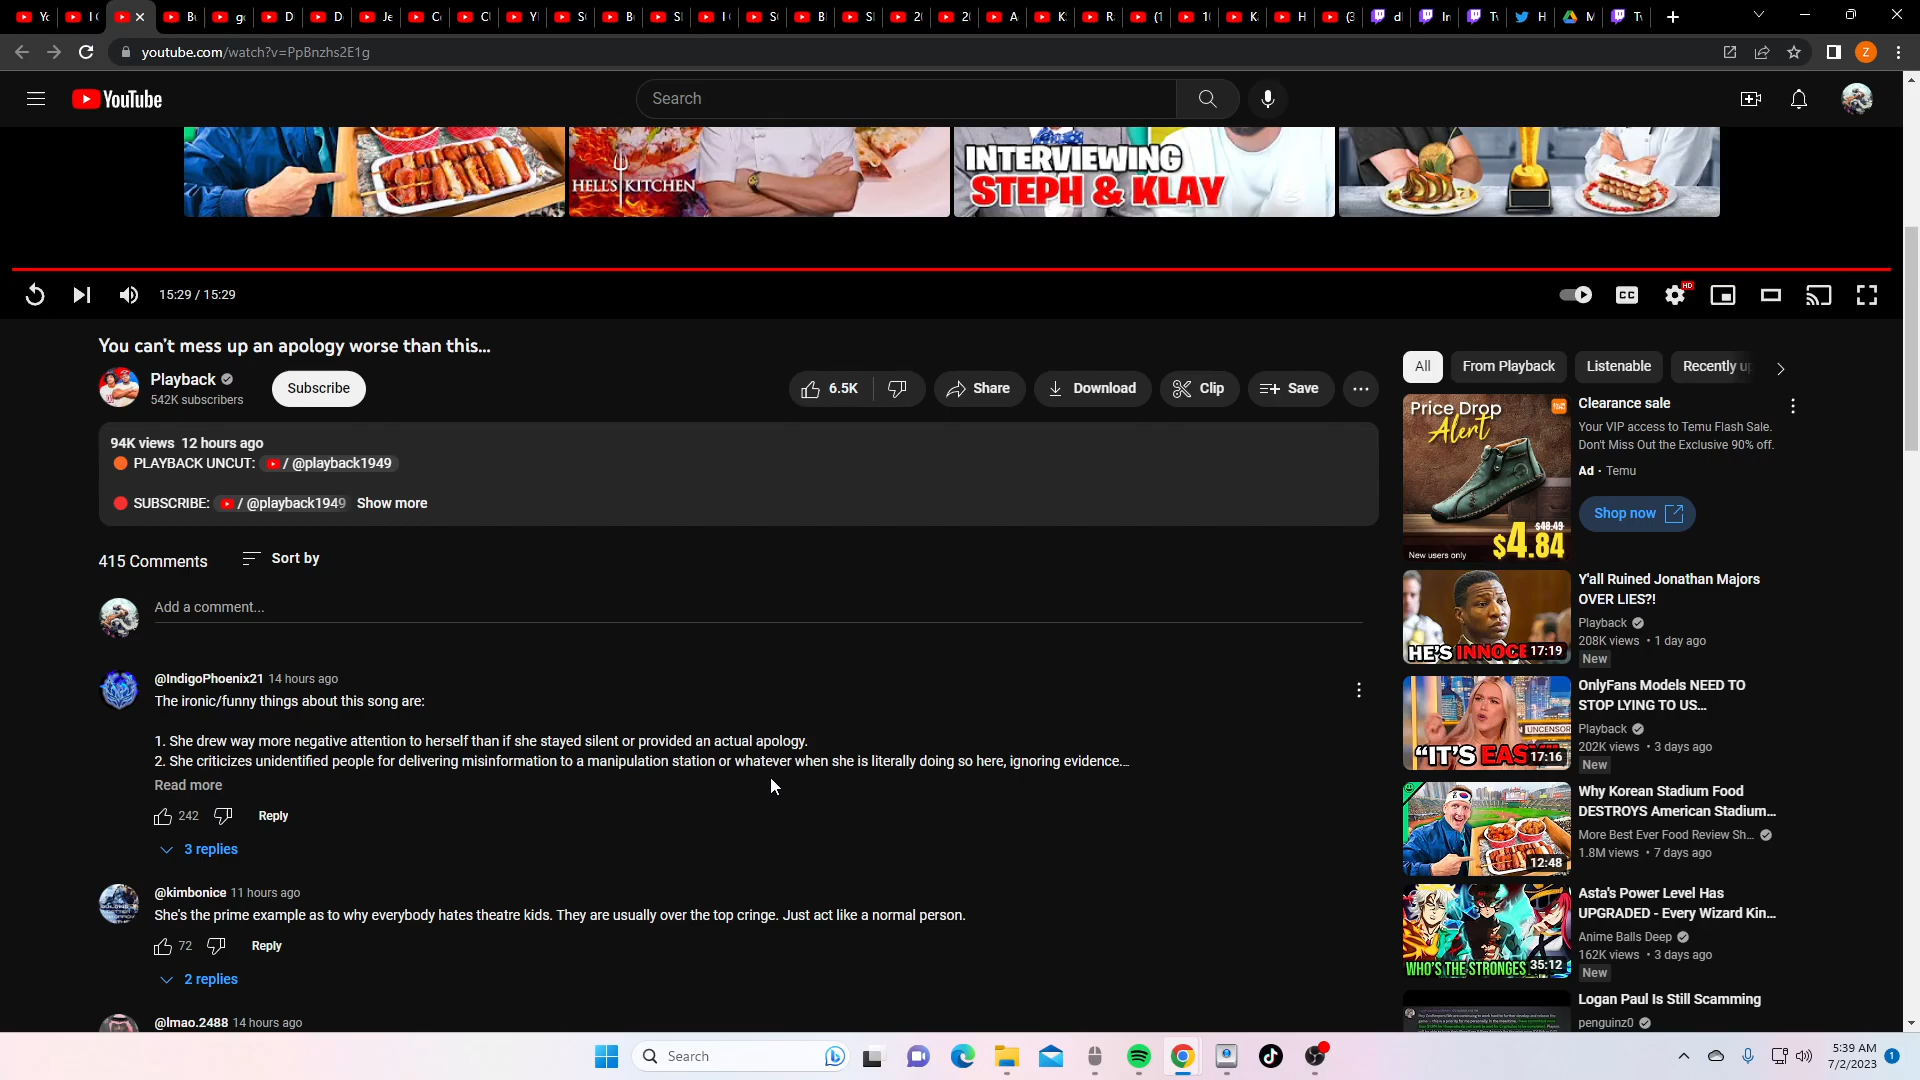 youtube.com/watch?v=PpBnzhs2E1g
YouTube
Search
HELL'S KITCHEN
INTERVIEWING
STEPH & KLAY
15:29 / 15:29
CC
HD
You can't mess up an apology worse than this...
Playback
542K subscribers
Subscribe
6.5K
Share
Download
Clip
Save
94K views 12 hours ago
PLAYBACK UNCUT: / @playback1949
SUBSCRIBE: / @playback1949 Show more
415 Comments
Sort by
Add a comment...
@IndigoPhoenix21 14 hours ago
The ironic/funny things about this song are:
1. She drew way more negative attention to herself than if she stayed silent or provided an actual apology.
2. She criticizes unidentified people for delivering misinformation to a manipulation station or whatever when she is literally doing so here, ignoring evidence...
Read more
242
Reply
3 replies
@kimbonice 11 hours ago
She's the prime example as to why everybody hates theatre kids. They are usually over the top cringe. Just act like a normal person.
72
Reply
2 replies
@lmao.2488 14 hours ago
All
From Playback
Listenable
Recently up
Price Drop
Alert
$48.49
$4.84
New users only
Clearance sale
Your VIP access to Temu Flash Sale.
Don't Miss Out the Exclusive 90% off.
Ad · Temu
Shop now
HE'S INNOCE
17:19
Y'all Ruined Jonathan Majors
OVER LIES?!
Playback
208K views • 1 day ago
New
UNCENSOR
"IT'S EAS
17:16
OnlyFans Models NEED TO
STOP LYING TO US...
Playback
202K views • 3 days ago
New
12:48
Why Korean Stadium Food
DESTROYS American Stadium...
More Best Ever Food Review Sh...
1.8M views • 7 days ago
WHO'S THE STRONGES
35:12
Asta's Power Level Has
UPGRADED - Every Wizard Kin...
Anime Balls Deep
162K views • 3 days ago
New
Logan Paul Is Still Scamming
penguinz0
Search
5:39 AM
7/2/2023
1